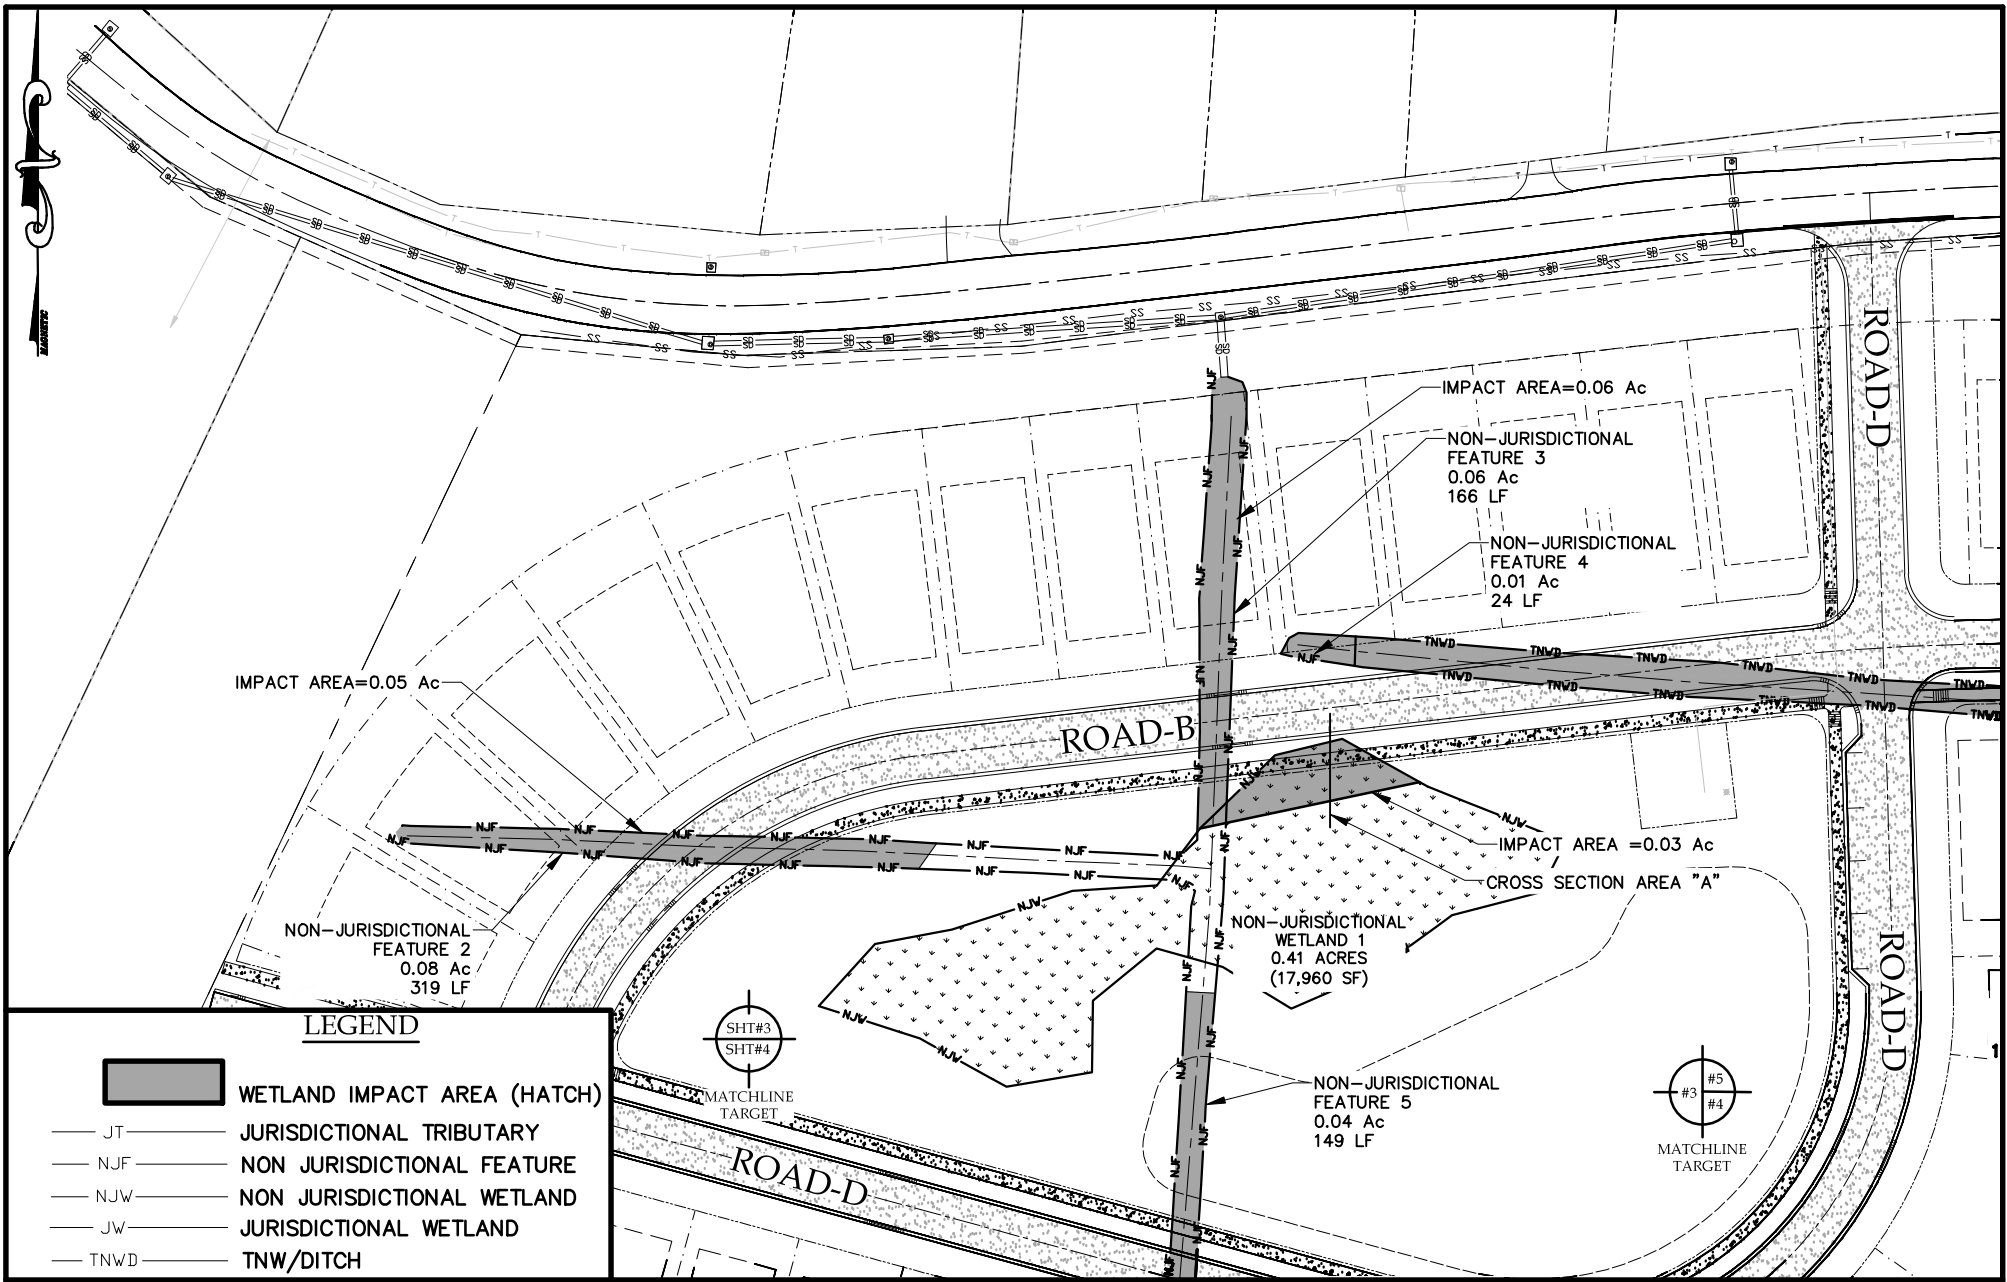 MAGNETIC
ROAD-D
IMPACT AREA=0.06 Ac
NON-JURISDICTIONAL
FEATURE 3
0.06 Ac
166 LF
NON-JURISDICTIONAL
FEATURE 4
0.01 Ac
24 LF
IMPACT AREA=0.05 Ac
ROAD-B
IMPACT AREA =0.03 Ac
CROSS SECTION AREA "A"
NON-JURISDICTIONAL
FEATURE 2
0.08 Ac
319 LF
NON-JURISDICTIONAL
WETLAND 1
0.41 ACRES
(17,960 SF)
ROAD-D
SHT#3
SHT#4
MATCHLINE
TARGET
NON-JURISDICTIONAL
FEATURE 5
0.04 Ac
149 LF
#3
#5
#4
MATCHLINE
TARGET
ROAD-D
LEGEND
WETLAND IMPACT AREA (HATCH)
JT JURISDICTIONAL TRIBUTARY
NJF NON JURISDICTIONAL FEATURE
NJW NON JURISDICTIONAL WETLAND
JW JURISDICTIONAL WETLAND
TNWD TNW/DITCH